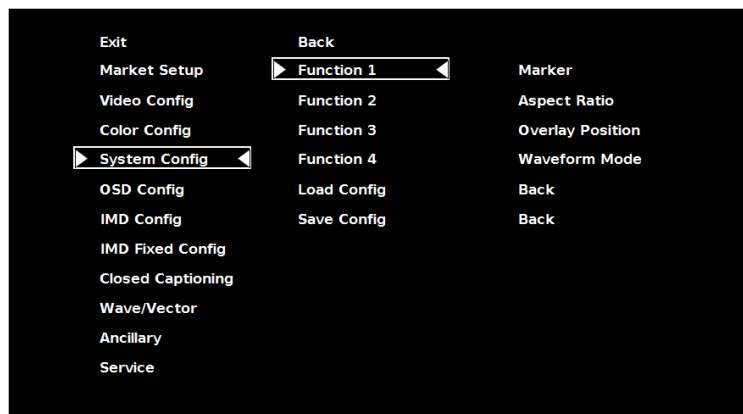 Exit Back
Market Setup Function 1 Marker
Video Config Function 2 Aspect Ratio
Color Config Function 3 Overlay Position
System Config Function 4 Waveform Mode
OSD Config Load Config Back
IMD Config Save Config Back
IMD Fixed Config
Closed Captioning
Wave/Vector
Ancillary
Service